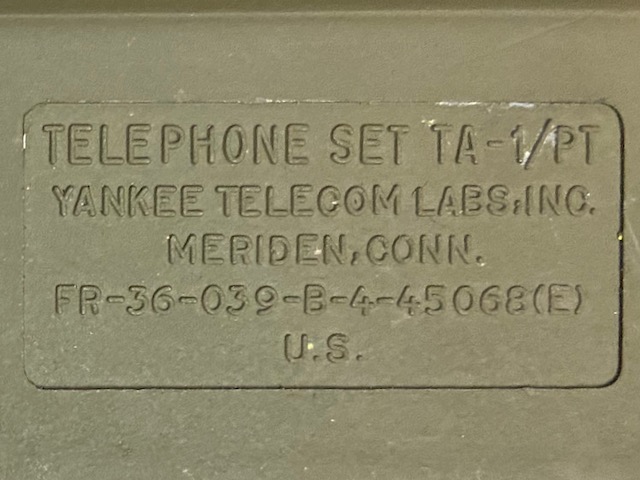 TELEPHONE SET TA-1/PT
YANKEE TELECOM LABS,INC.
MERIDEN,CONN.
FR-36-039-B-4-45068(E)
U.S.